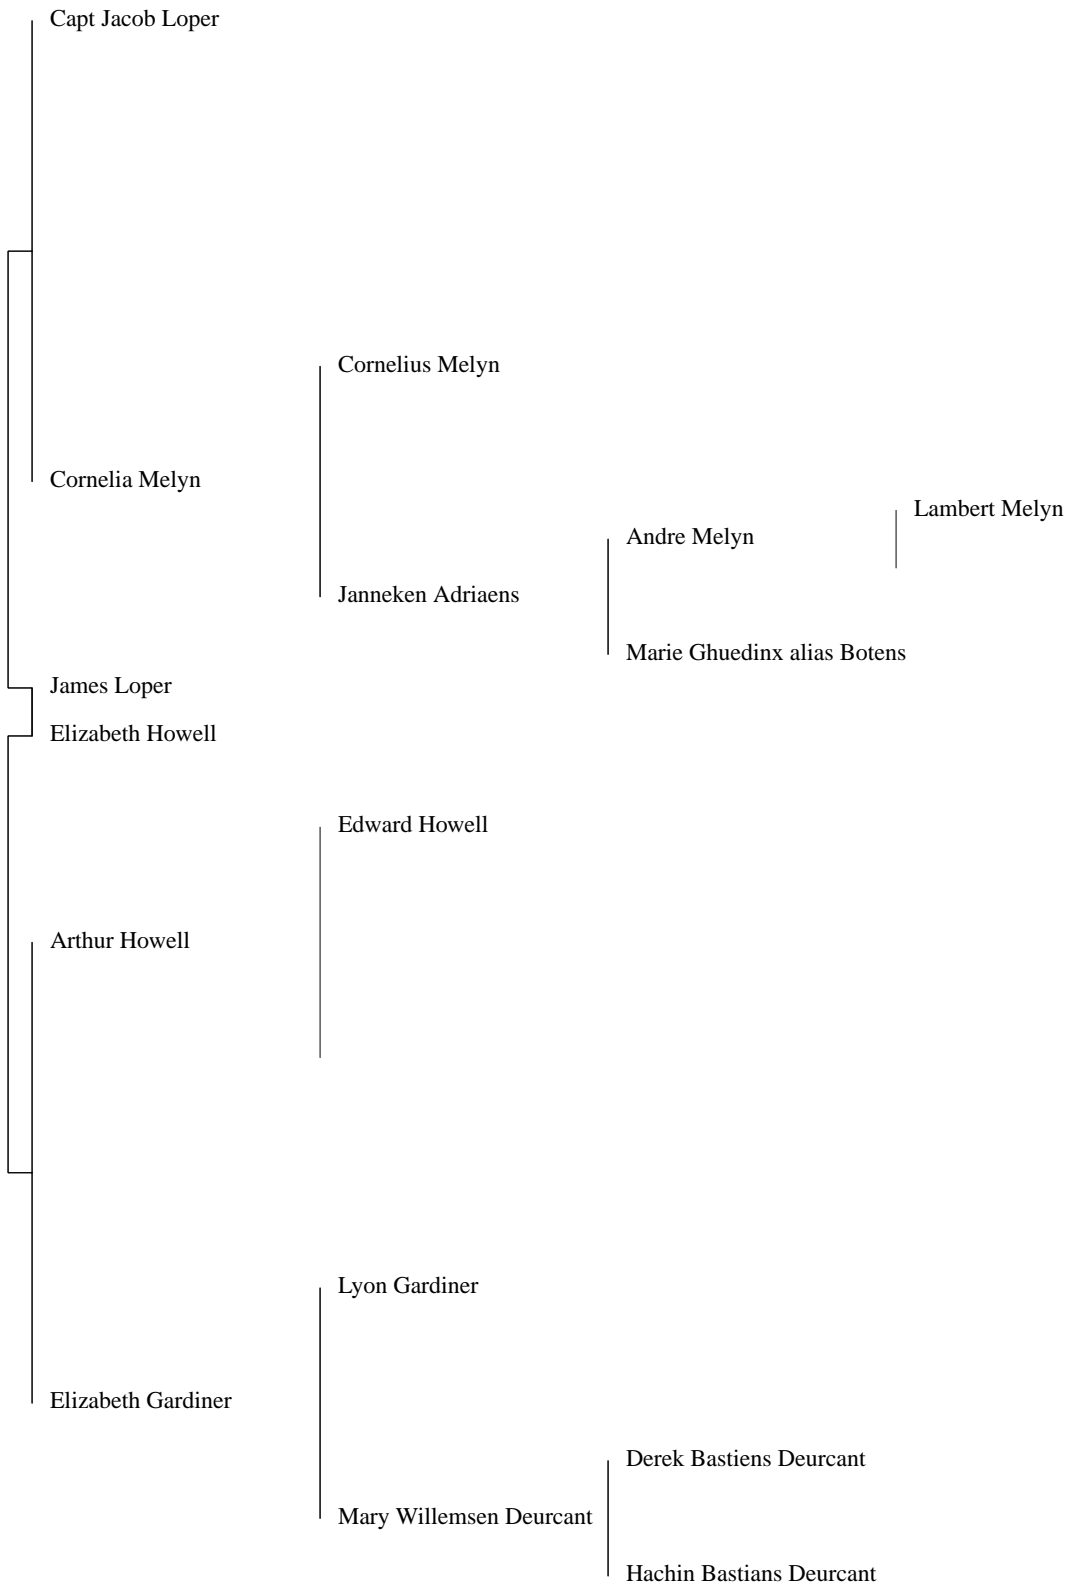 Capt Jacob Loper
Cornelius Melyn
Cornelia Melyn
Lambert Melyn
Andre Melyn
Janneken Adriaens
Marie Ghuedinx alias Botens
James Loper
Elizabeth Howell
Edward Howell
Arthur Howell
Lyon Gardiner
Elizabeth Gardiner
Derek Bastiens Deurcant
Mary Willemsen Deurcant
Hachin Bastians Deurcant